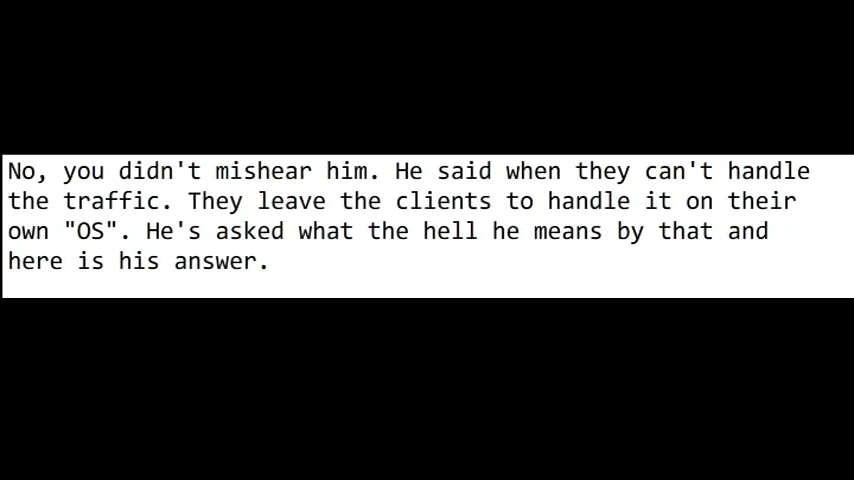 No, you didn't mishear him. He said when they can't handle
the traffic. They leave the clients to handle it on their
own "OS". He's asked what the hell he means by that and
here is his answer.